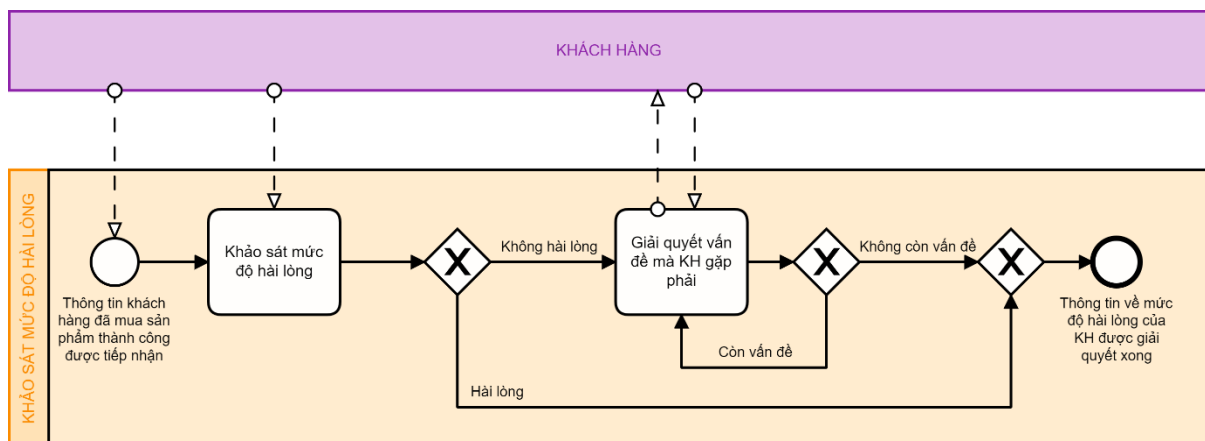 KHÁCH HÀNG
KHẢO SÁT MỨC ĐỘ HÀI LÒNG
Thông tin khách
hàng đã mua sản
phẩm thành công
được tiếp nhận
Khảo sát mức
độ hài lòng
Không hài lòng
Giải quyết vấn
đề mà KH gặp
phải
Không còn vấn đề
Còn vấn đề
Hài lòng
Thông tin về mức
độ hài lòng của
KH được giải
quyết xong